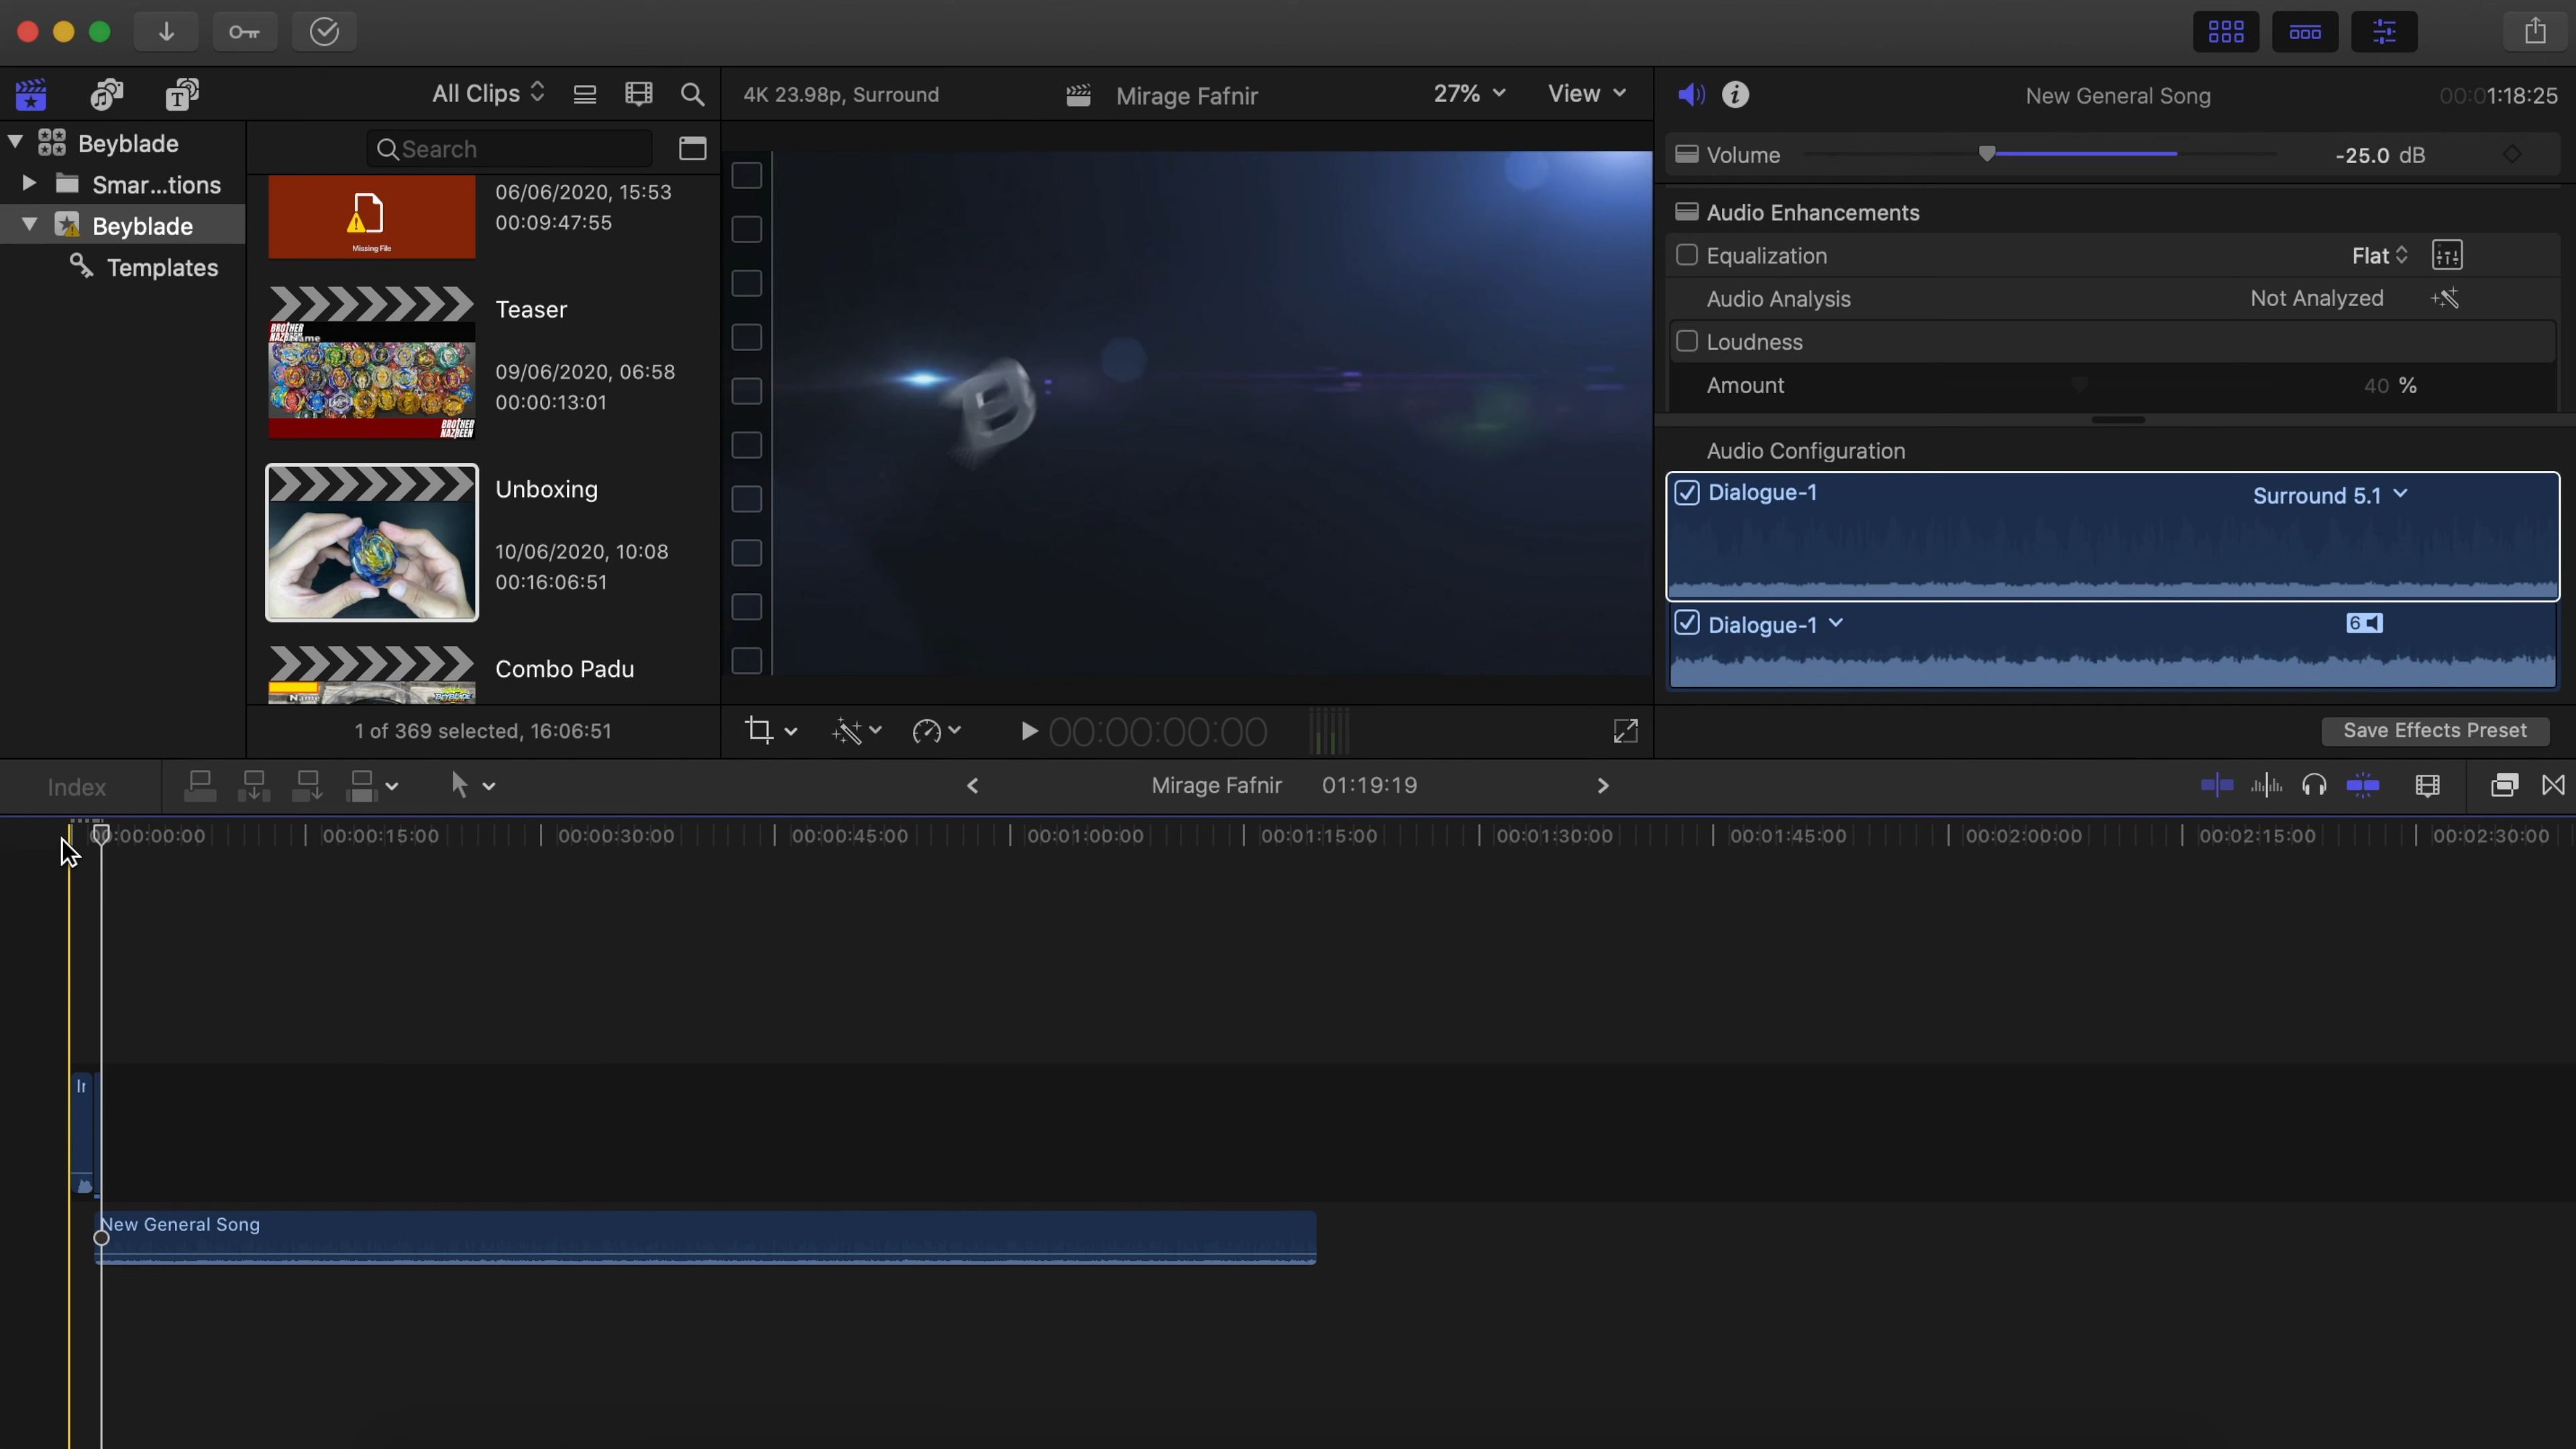 All Clips
4K 23.98p, Surround
Mirage Fafnir
27%
View
New General Song
00:01:18:25
Beyblade
Smar...tions
Beyblade
Templates
Search
Missing File
06/06/2020, 15:53
00:09:47:55
Teaser
09/06/2020, 06:58
00:00:13:01
BROTHER
NAZREEN
Name
BROTHER
NAZREEN
Unboxing
10/06/2020, 10:08
00:16:06:51
Combo Padu
Name
BEYBLADE
1 of 369 selected, 16:06:51
B
00:00:00:00
Volume
-25.0 dB
Audio Enhancements
Equalization
Flat
Audio Analysis
Not Analyzed
Loudness
Amount
40 %
Audio Configuration
Dialogue-1
Surround 5.1
Dialogue-1
6
Save Effects Preset
Index
Mirage Fafnir
01:19:19
00:00:00:00
00:00:15:00
00:00:30:00
00:00:45:00
00:01:00:00
00:01:15:00
00:01:30:00
00:01:45:00
00:02:00:00
00:02:15:00
00:02:30:00
New General Song